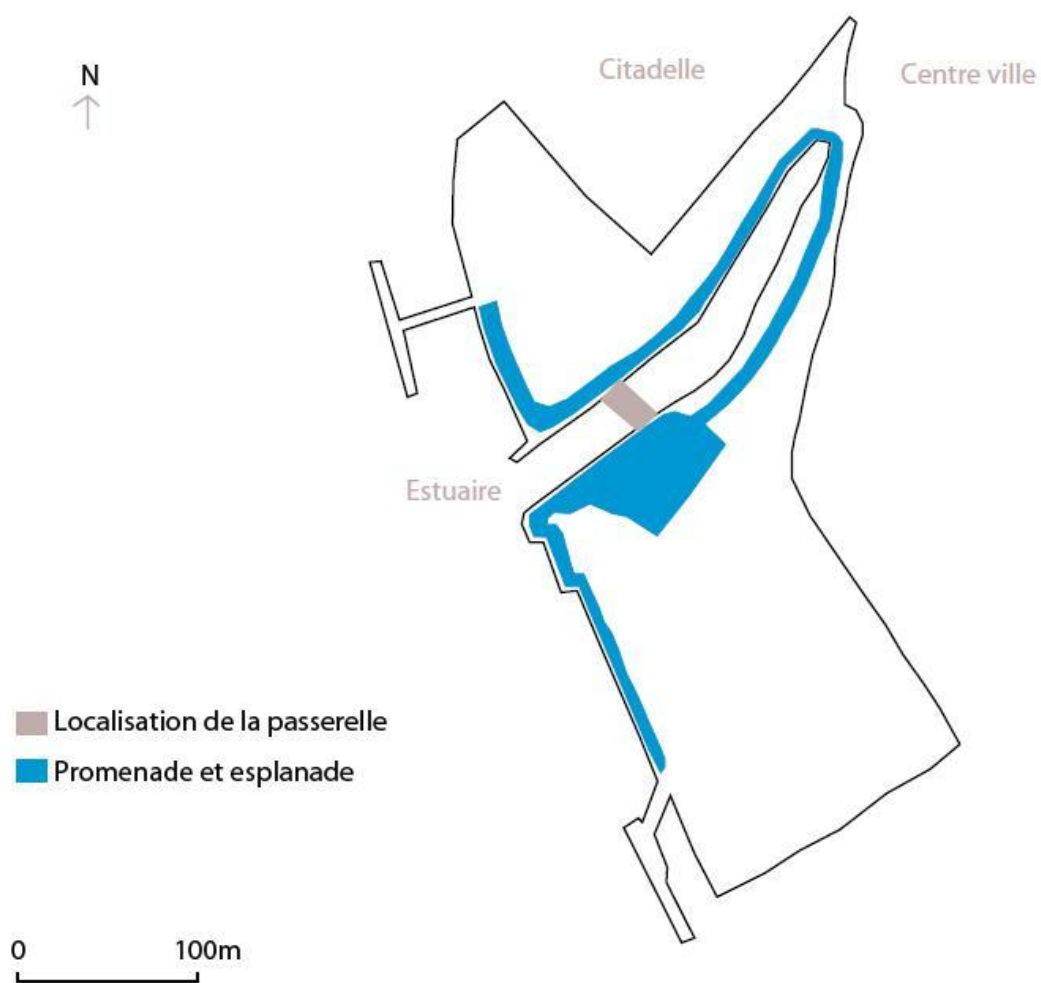 Citadelle
Centre ville
N
Estuaire
Localisation de la passerelle
Promenade et esplanade
0 100m